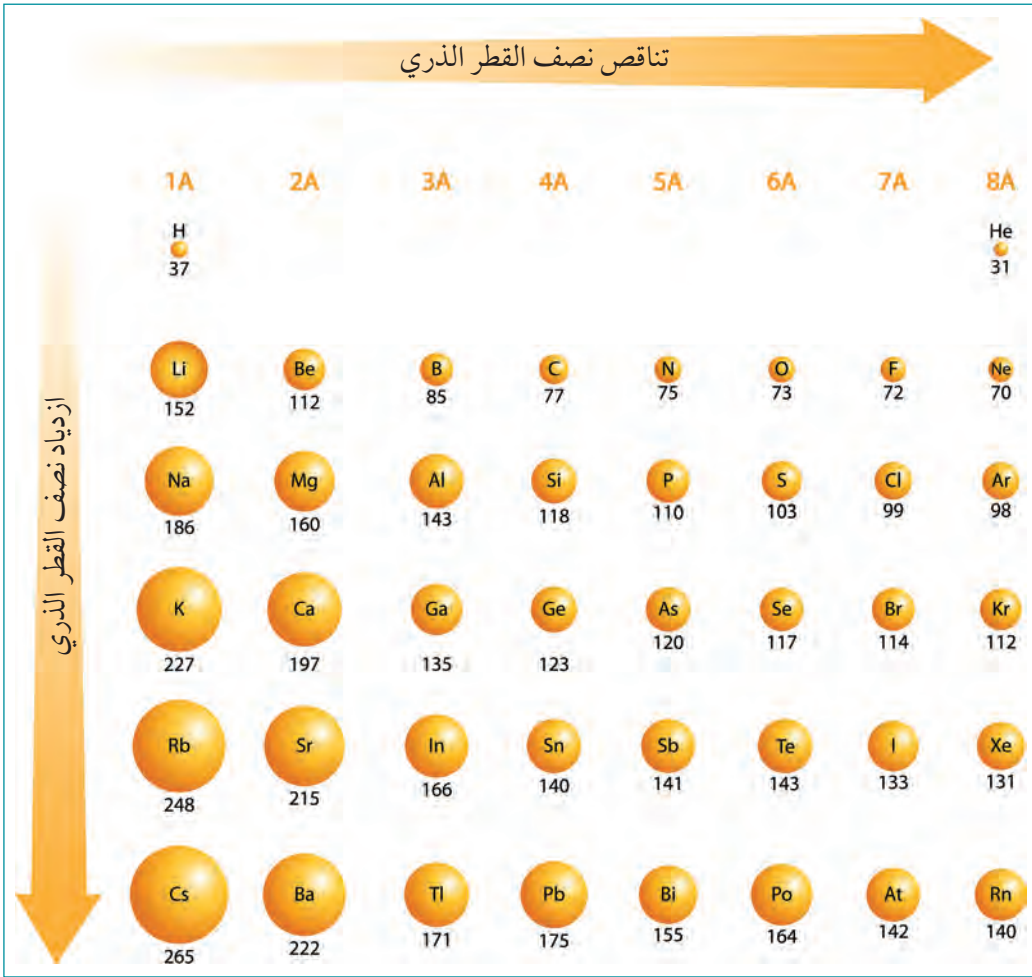 تناقص نصف القطر الذري
ازدياد نصف القطر الذري
1A 2A 3A 4A 5A 6A 7A 8A
H He
37 31
Li Be B C N O F Ne
152 112 85 77 75 73 72 70
Na Mg Al Si P S Cl Ar
186 160 143 118 110 103 99 98
K Ca Ga Ge As Se Br Kr
227 197 135 123 120 117 114 112
Rb Sr In Sn Sb Te I Xe
248 215 166 140 141 143 133 131
Cs Ba Tl Pb Bi Po At Rn
265 222 171 175 155 164 142 140